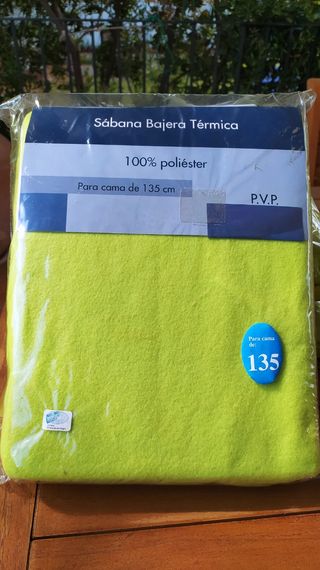 Sábana Bajera Térmica
100% poliéster
Para cama de 135 cm
P.V.P.
Para cama
de:
135